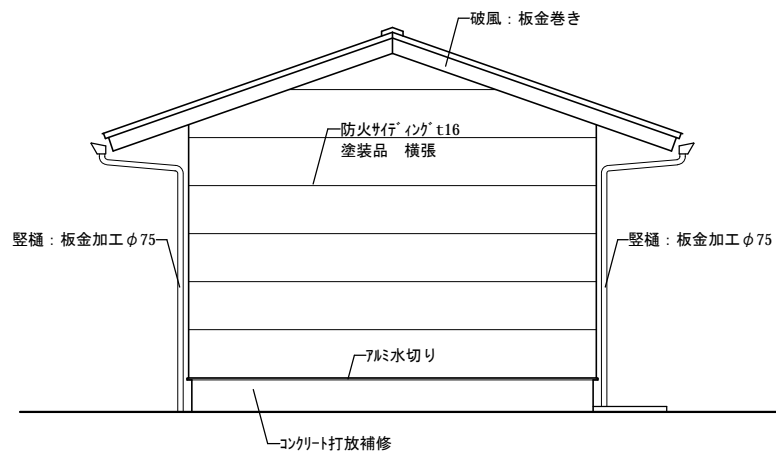 破風：板金巻き
防火ｻｲﾃﾞｨﾝｸﾞt16
塗装品　横張
竪樋：板金加工φ75
竪樋：板金加工φ75
ｱﾙﾐ水切り
ｺﾝｸﾘｰﾄ打放補修